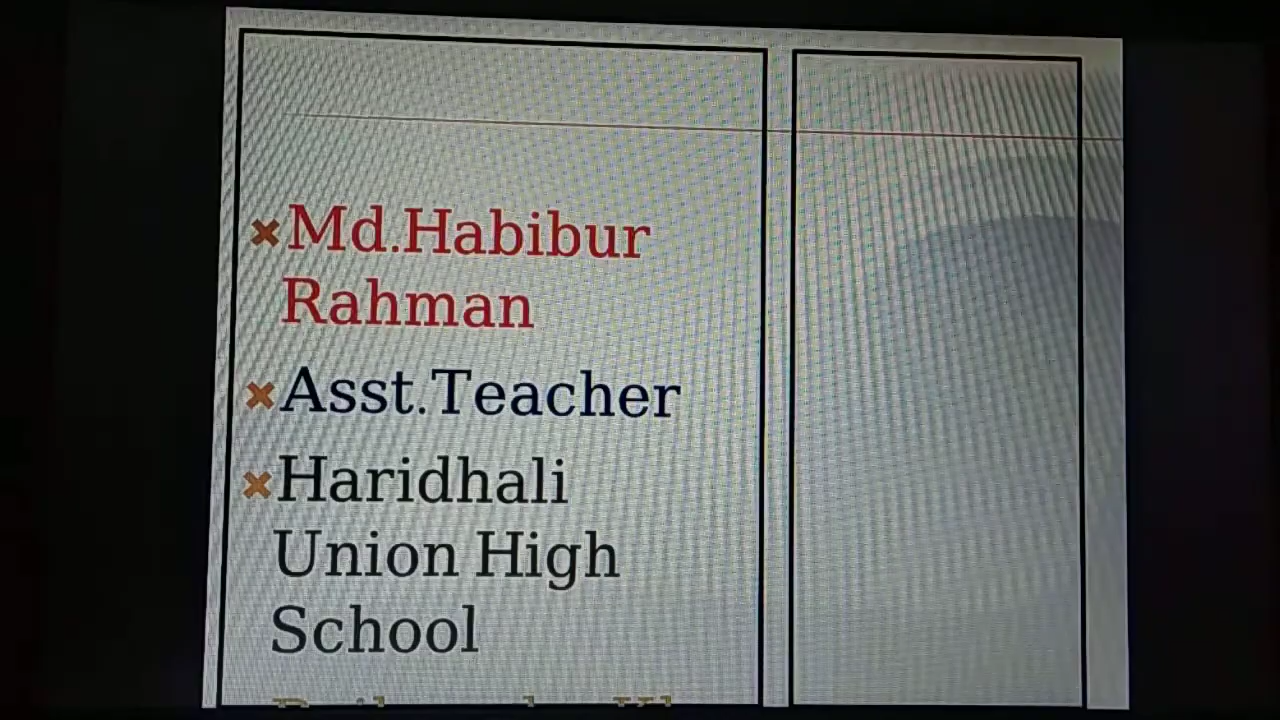 Md.Habibur
Rahman
Asst.Teacher
Haridhali
Union High
School